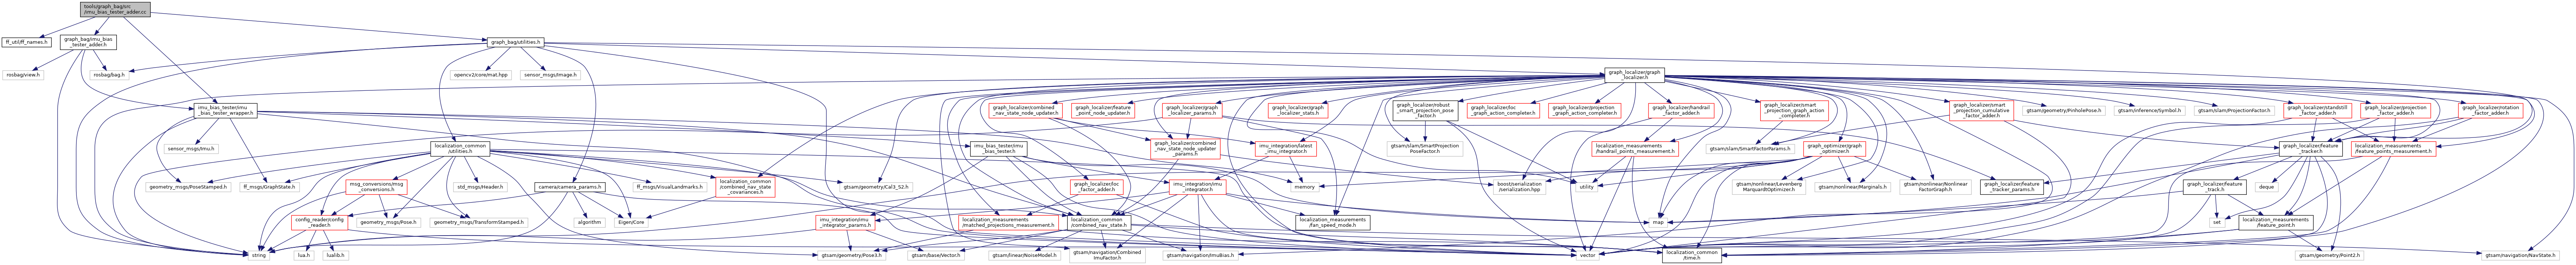 tools/graph_bag/src
/imu_bias_tester_adder.cc
ff_util/ff_names.h
graph_bag/imu_bias
_tester_adder.h
graph_bag/utilities.h
rosbag/view.h
rosbag/bag.h
opencv2/core/mat.hpp
sensor_msgs/Image.h
graph_localizer/graph
_localizer.h
imu_bias_tester/imu
_bias_tester_wrapper.h
graph_localizer/combined
_nav_state_node_updater.h
graph_localizer/feature
_point_node_updater.h
graph_localizer/graph
_localizer_params.h
graph_localizer/graph
_localizer_stats.h
graph_localizer/robust
_smart_projection_pose
_factor.h
graph_localizer/loc
_graph_action_completer.h
graph_localizer/projection
_graph_action_completer.h
graph_localizer/handrail
_factor_adder.h
graph_localizer/smart
_projection_graph_action
_completer.h
graph_localizer/smart
_projection_cumulative
_factor_adder.h
gtsam/geometry/PinholePose.h
gtsam/inference/Symbol.h
gtsam/slam/ProjectionFactor.h
graph_localizer/standstill
_factor_adder.h
graph_localizer/projection
_factor_adder.h
graph_localizer/rotation
_factor_adder.h
sensor_msgs/Imu.h
localization_common
/utilities.h
imu_bias_tester/imu
_bias_tester.h
graph_localizer/combined
_nav_state_node_updater
_params.h
imu_integration/latest
_imu_integrator.h
gtsam/slam/SmartProjection
PoseFactor.h
localization_measurements
/handrail_points_measurement.h
gtsam/slam/SmartFactorParams.h
graph_optimizer/graph
_optimizer.h
graph_localizer/feature
_tracker.h
localization_measurements
/feature_points_measurement.h
geometry_msgs/PoseStamped.h
ff_msgs/GraphState.h
msg_conversions/msg
_conversions.h
std_msgs/Header.h
camera/camera_params.h
ff_msgs/VisualLandmarks.h
localization_common
/combined_nav_state
_covariances.h
gtsam/geometry/Cal3_S2.h
graph_localizer/loc
_factor_adder.h
imu_integration/imu
_integrator.h
memory
boost/serialization
/serialization.hpp
utility
gtsam/nonlinear/Levenberg
MarquardtOptimizer.h
gtsam/nonlinear/Marginals.h
gtsam/nonlinear/Nonlinear
FactorGraph.h
graph_localizer/feature
_tracker_params.h
graph_localizer/feature
_track.h
deque
config_reader/config
_reader.h
geometry_msgs/Pose.h
geometry_msgs/TransformStamped.h
algorithm
Eigen/Core
imu_integration/imu
_integrator_params.h
localization_measurements
/matched_projections_measurement.h
localization_common
/combined_nav_state.h
localization_measurements
/fan_speed_mode.h
map
set
localization_measurements
/feature_point.h
string
lua.h
lualib.h
gtsam/geometry/Pose3.h
gtsam/base/Vector.h
gtsam/linear/NoiseModel.h
gtsam/navigation/Combined
ImuFactor.h
gtsam/navigation/ImuBias.h
vector
localization_common
/time.h
gtsam/geometry/Point2.h
gtsam/navigation/NavState.h